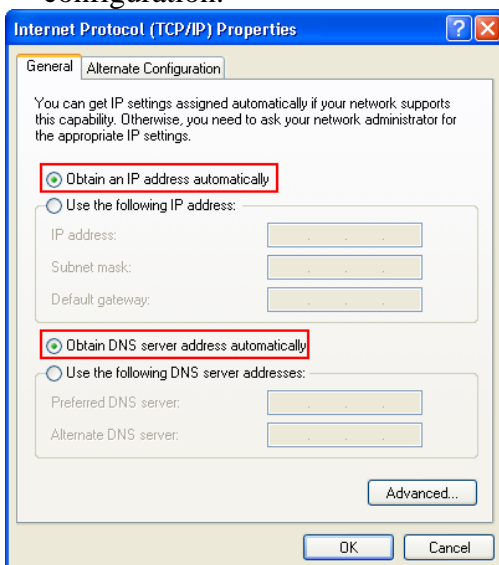 configuration.
Internet Protocol (TCP/IP) Properties
General Alternate Configuration
You can get IP settings assigned automatically if your network supports
this capability. Otherwise, you need to ask your network administrator for
the appropriate IP settings.
Obtain an IP address automatically
Use the following IP address:
IP address:
Subnet mask:
Default gateway:
Obtain DNS server address automatically
Use the following DNS server addresses:
Preferred DNS server:
Alternate DNS server:
Advanced...
OK Cancel